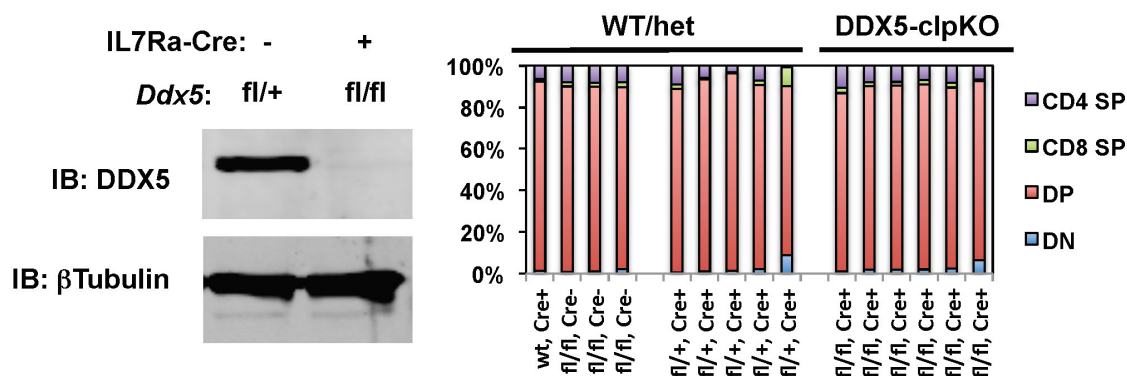 IL7Ra-Cre: - +
Ddx5: fl/+ fl/fl
IB: DDX5
IB: βTubulin
WT/het
DDX5-clpKO
100%
80%
60%
40%
20%
0%
wt, Cre+
fl/fl, Cre-
fl/fl, Cre-
fl/fl, Cre-
fl/+, Cre+
fl/+, Cre+
fl/+, Cre+
fl/+, Cre+
fl/+, Cre+
fl/fl, Cre+
fl/fl, Cre+
fl/fl, Cre+
fl/fl, Cre+
fl/fl, Cre+
fl/fl, Cre+
CD4 SP
CD8 SP
DP
DN